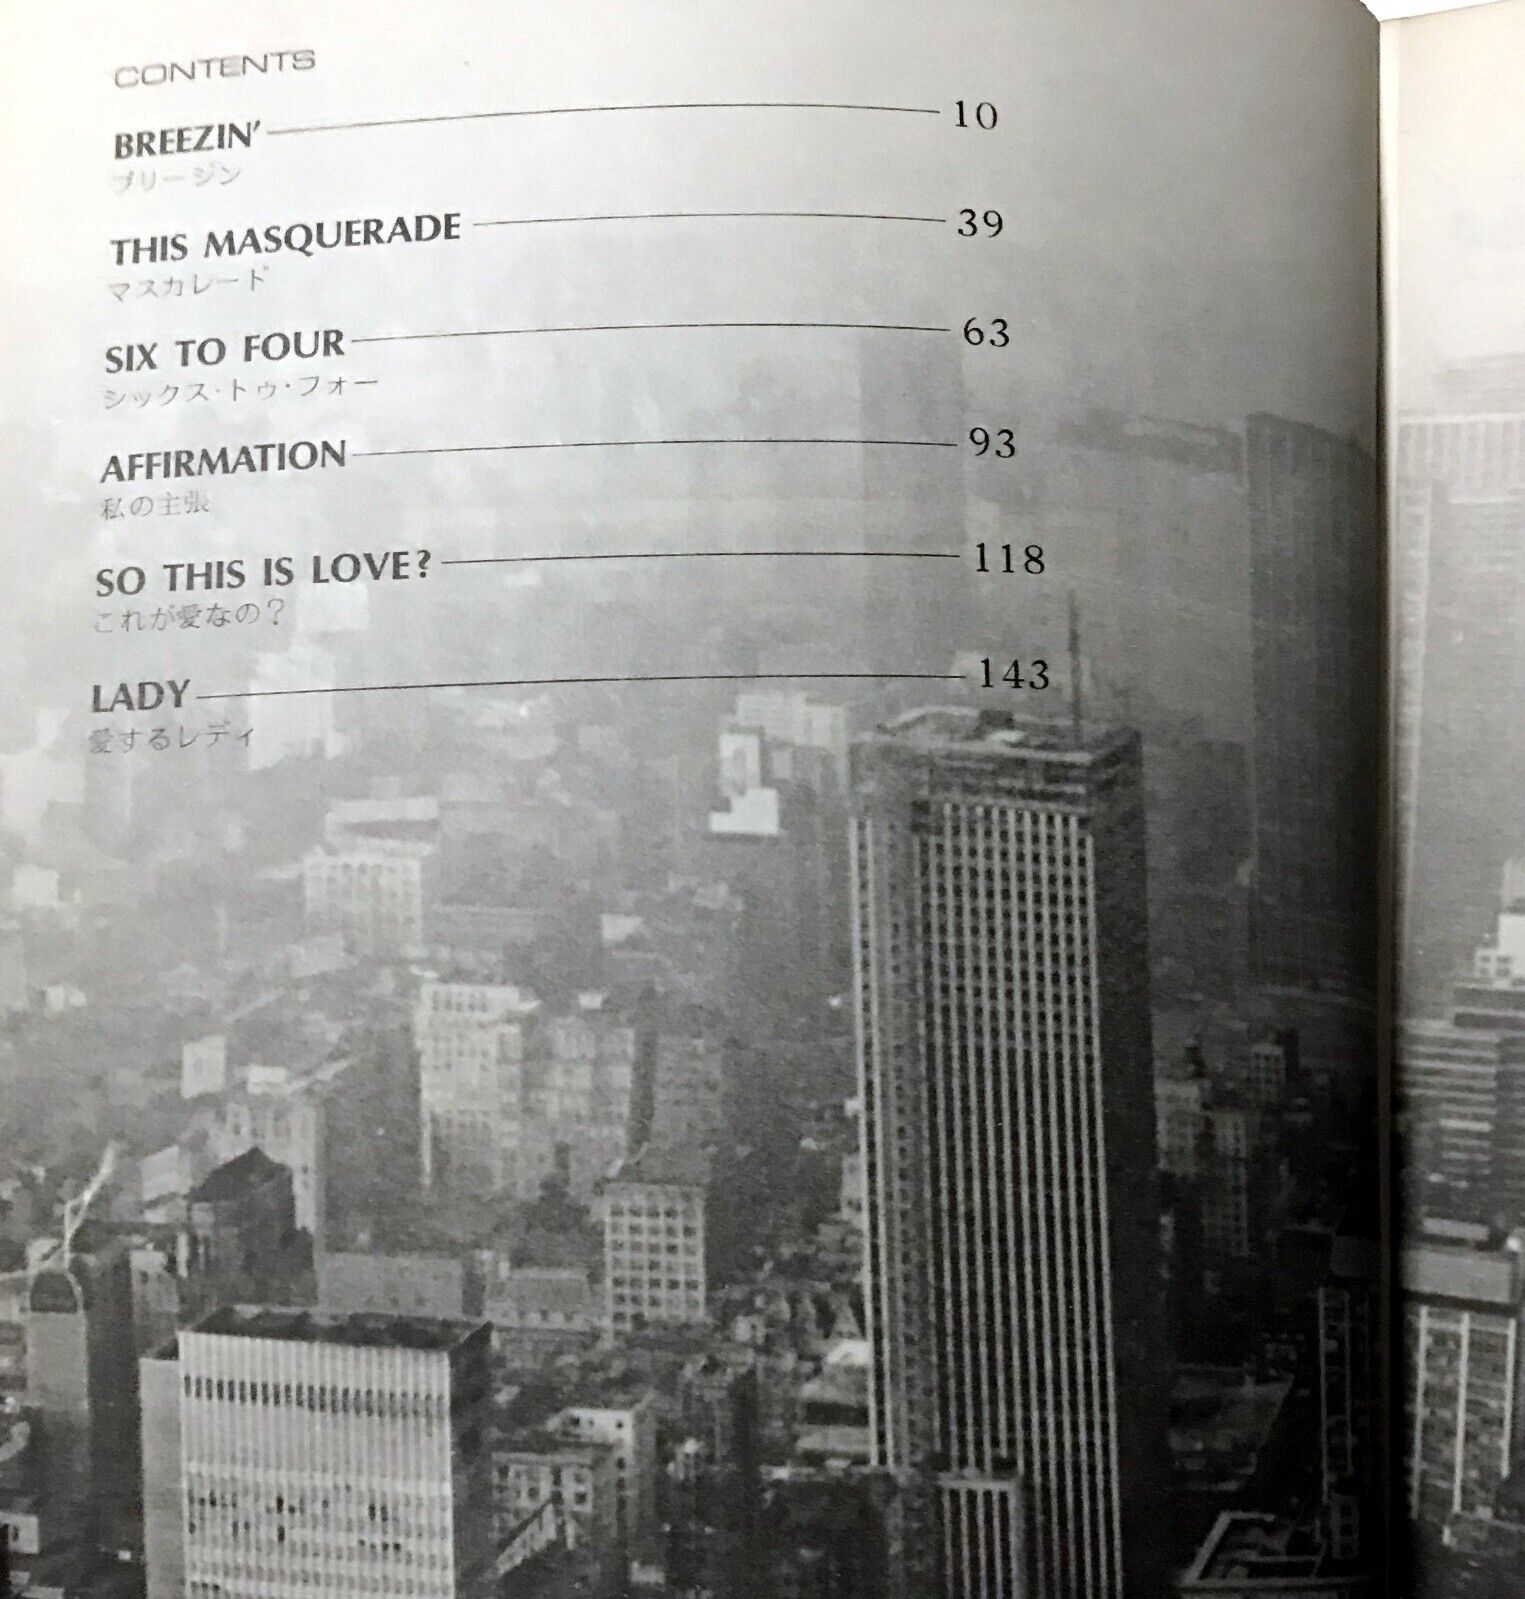 CONTENTS
BREEZIN' 10
ブリージン
THIS MASQUERADE 39
マスカレード
SIX TO FOUR 63
シックス・トゥ・フォー
AFFIRMATION 93
私の主張
SO THIS IS LOVE? 118
これが愛なの？
LADY 143
愛するレディ